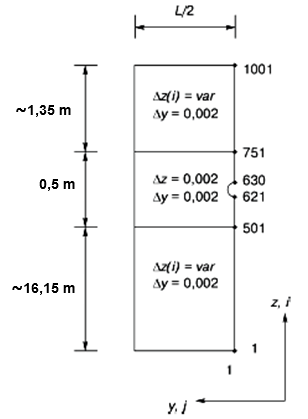 L/2
1001
~1,35 m
Δz(i) = var
Δy = 0,002
751
0,5 m
Δz = 0,002
Δy = 0,002
630
621
501
~16,15 m
Δz(i) = var
Δy = 0,002
z, i
1
1
y, j